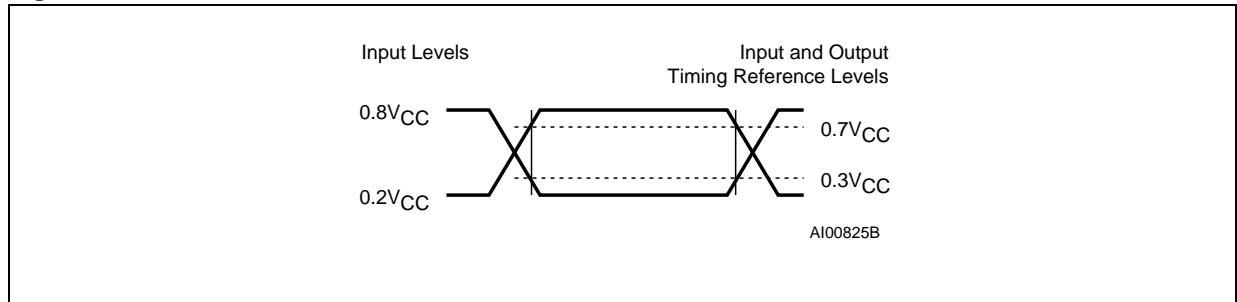 Input Levels
Input and Output
Timing Reference Levels
0.8VCC
0.7VCC
0.3VCC
0.2VCC
AI00825B